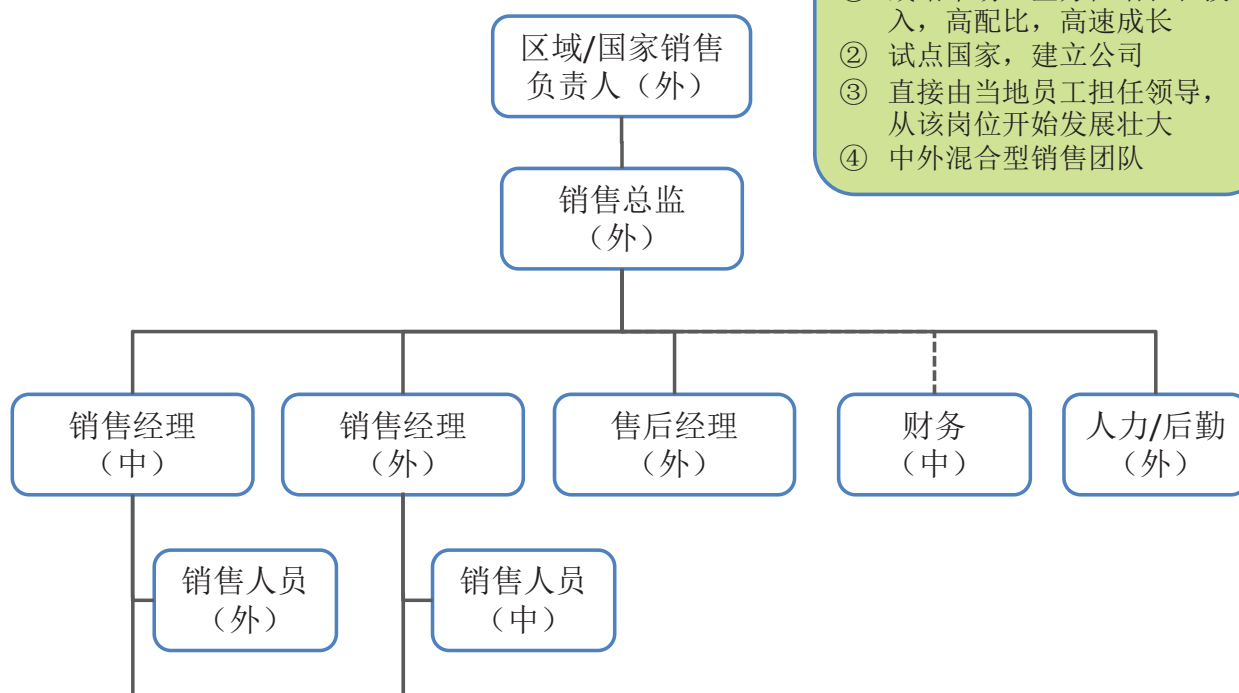 入，高配比，高速成长
② 试点国家，建立公司
③ 直接由当地员工担任领导，
从该岗位开始发展壮大
④ 中外混合型销售团队
区域/国家销售
负责人（外）
销售总监
（外）
销售经理
（中）
销售经理
（外）
售后经理
（外）
财务
（中）
人力/后勤
（外）
销售人员
（外）
销售人员
（中）